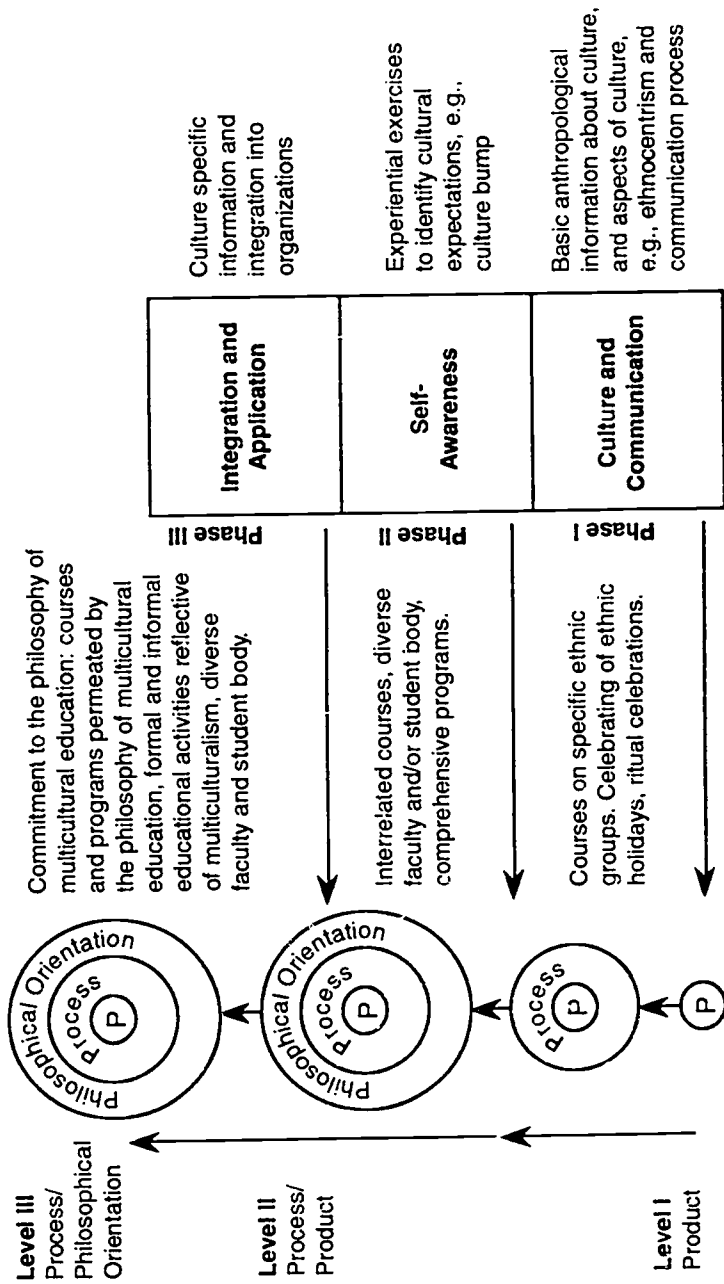 Level III
Process/
Philosophical
Orientation
Level II
Process/
Product
Level I
Product
Philosophical Orientation
Process
P
Philosophical Orientation
Process
P
Process
P
P
Commitment to the philosophy of
multicultural education: courses
and programs permeated by
the philosophy of multicultural
education, formal and informal
educational activities reflective
of multiculturalism, diverse
faculty and student body.
Interrelated courses, diverse
faculty and/or student body,
comprehensive programs.
Courses on specific ethnic
groups. Celebrating of ethnic
holidays, ritual celebrations.
Phase III
Integration and
Application
Phase II
Self-
Awareness
Phase I
Culture and
Communication
Culture specific
information and
integration into
organizations
Experiential exercises
to identify cultural
expectations, e.g.,
culture bump
Basic anthropological
information about culture,
and aspects of culture,
e.g., ethnocentrism and
communication process